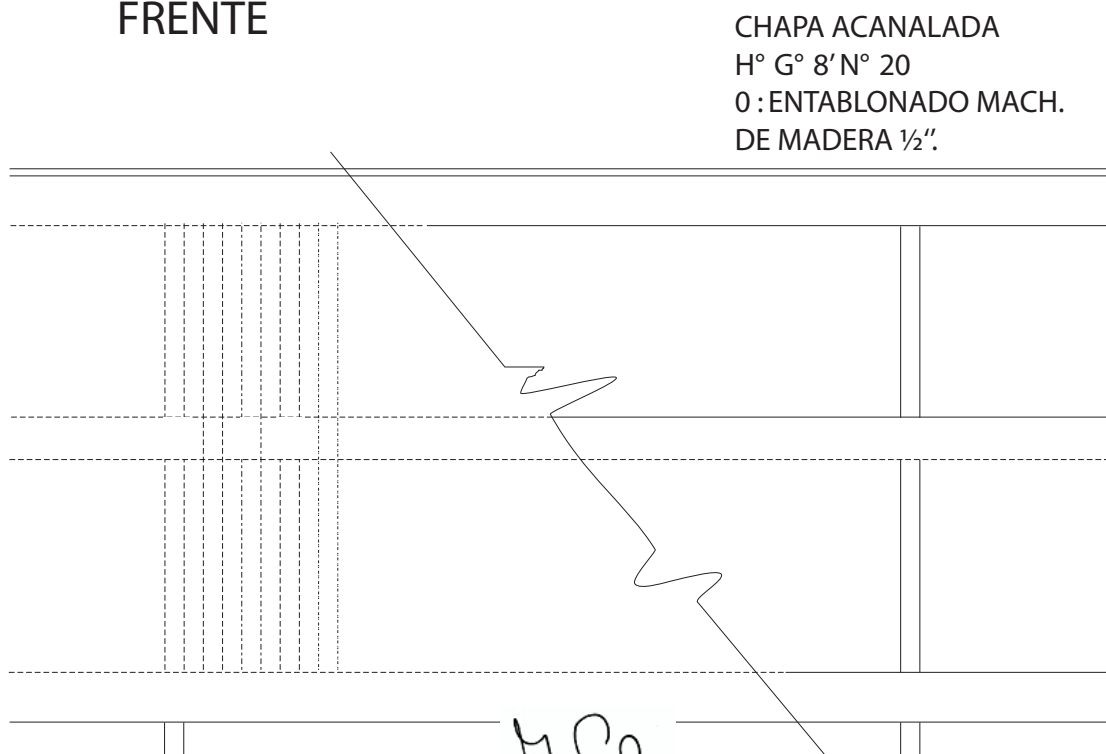 FRENTE
CHAPA ACANALADA
H° G° 8' N° 20
0 : ENTABLONADO MACH.
DE MADERA ½".